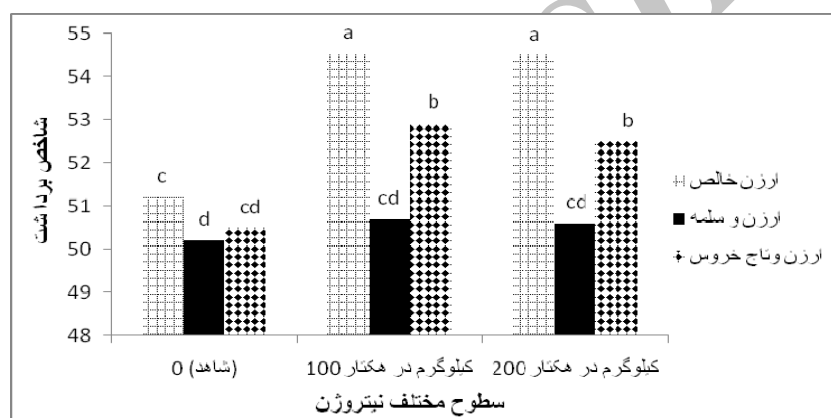 55
54
53
52
51
50
49
48
شاخص برداشت
a
a
b
b
c
d
cd
cd
cd
ارزن خالص
ارزن و سلمه
ارزن وتاج خروس
0 (شاهد)
100 کیلوگرم در هکتار
200 کیلوگرم در هکتار
سطوح مختلف نیتروژن